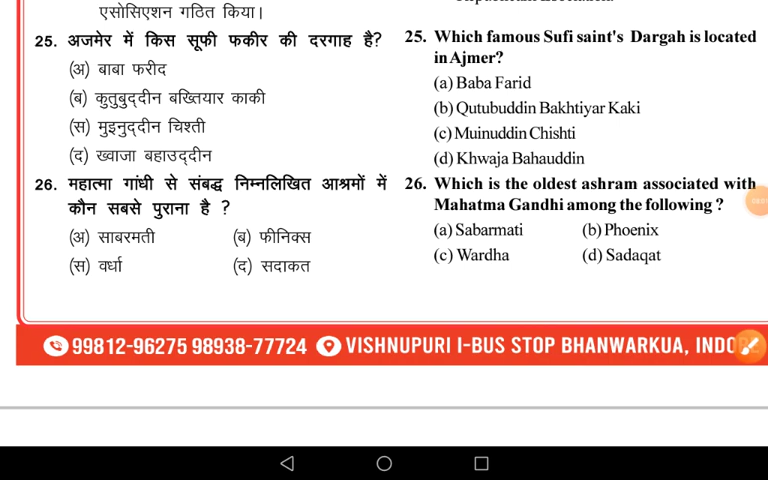 एसोसिएशन गठित किया।
25. अजमेर में किस सूफी फकीर की दरगाह है?
(अ) बाबा फरीद
(ब) कुतुबुद्दीन बख्तियार काकी
(स) मुइनुद्दीन चिश्ती
(द) ख्वाजा बहाउद्दीन
26. महात्मा गांधी से संबद्ध निम्नलिखित आश्रमों में
कौन सबसे पुराना है ?
(अ) साबरमती (ब) फीनिक्स
(स) वर्धा (द) सदाकत
25. Which famous Sufi saint's Dargah is located
in Ajmer?
(a) Baba Farid
(b) Qutubuddin Bakhtiyar Kaki
(c) Muinuddin Chishti
(d) Khwaja Bahauddin
26. Which is the oldest ashram associated with
Mahatma Gandhi among the following ?
(a) Sabarmati (b) Phoenix
(c) Wardha (d) Sadaqat
99812-96275 98938-77724 VISHNUPURI I-BUS STOP BHANWARKUA,